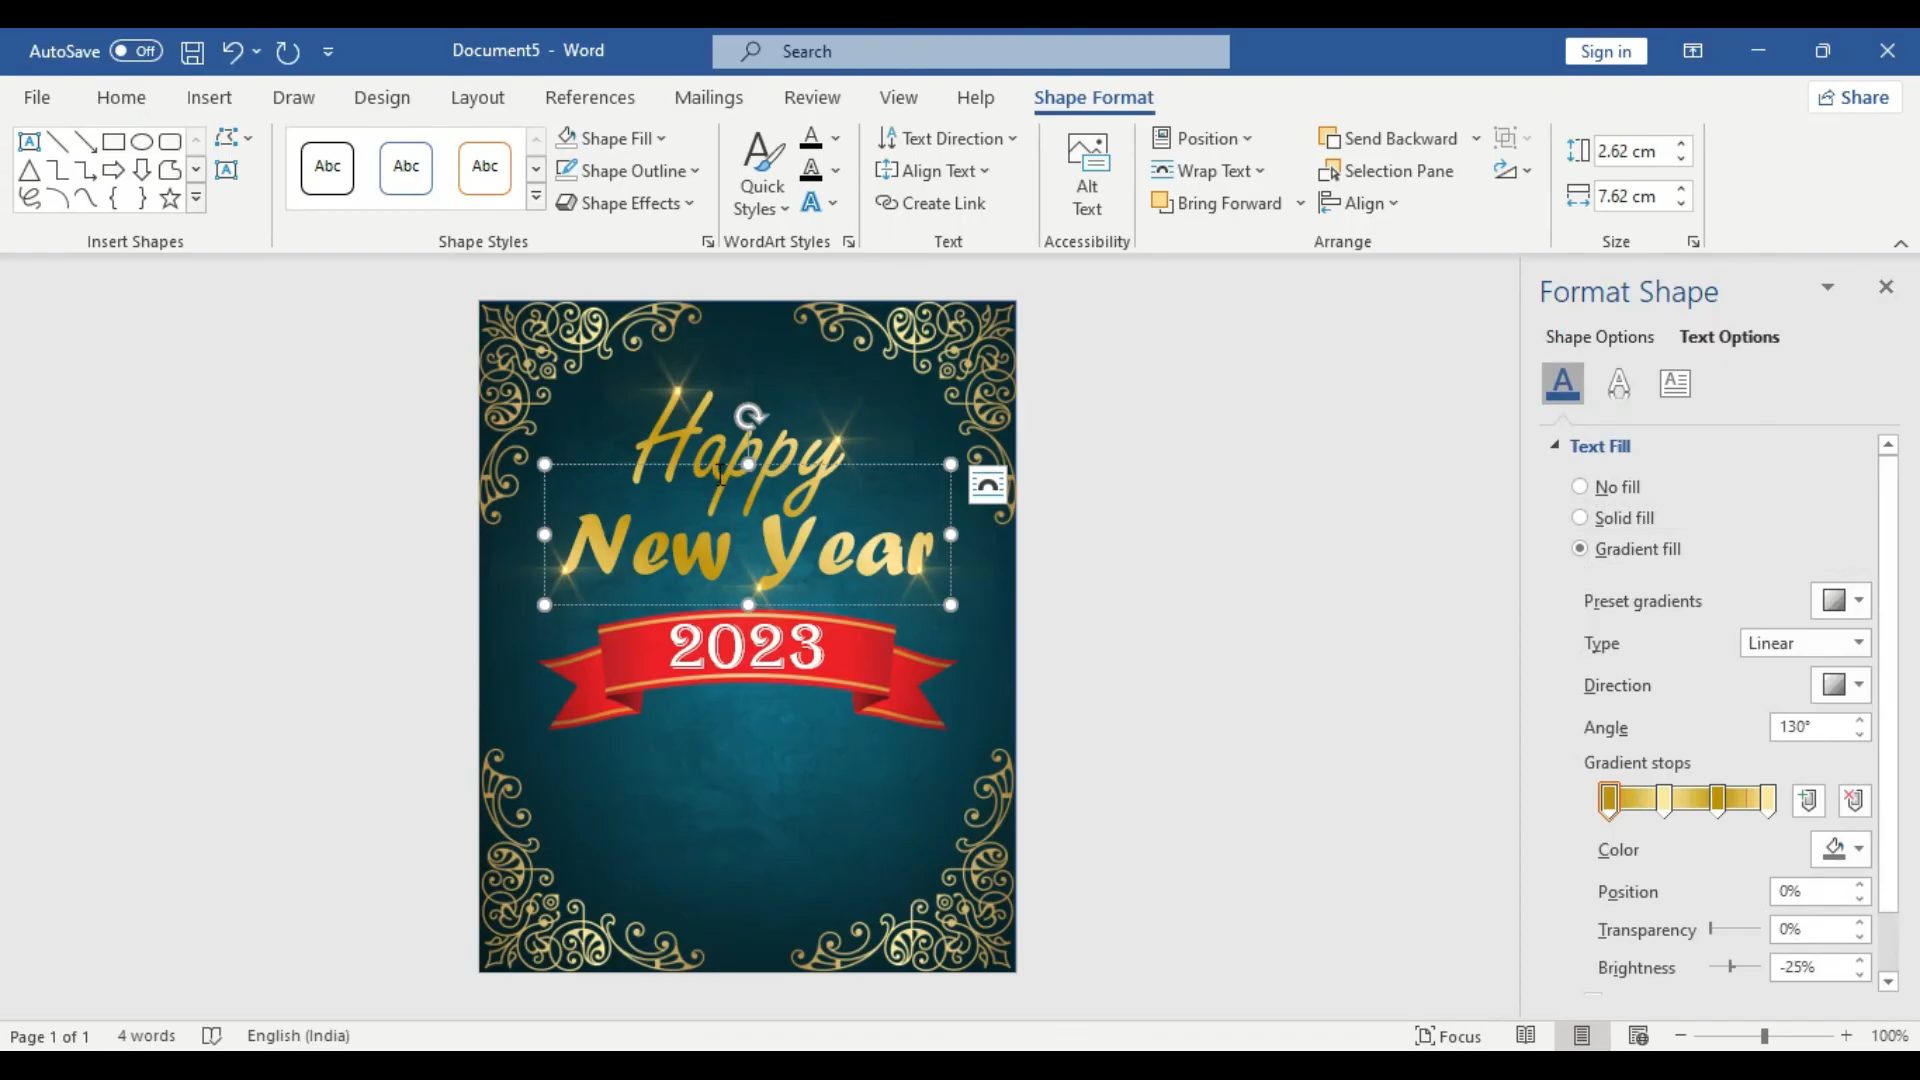 AutoSave Off
Document5 - Word
Search
Sign in
File Home Insert Draw Design Layout References Mailings Review View Help Shape Format
Share
Abc Abc Abc
Shape Fill
Shape Outline
Shape Effects
Quick
Styles
Text Direction
Align Text
Create Link
Alt
Text
Position
Wrap Text
Bring Forward
Send Backward
Selection Pane
Align
2.62 cm
7.62 cm
Insert Shapes Shape Styles WordArt Styles Text Accessibility Arrange Size
Happy
New Year
2023
Format Shape
Shape Options Text Options
Text Fill
No fill
Solid fill
Gradient fill
Preset gradients
Type Linear
Direction
Angle 130°
Gradient stops
Color
Position 0%
Transparency 0%
Brightness -25%
Page 1 of 1 4 words English (India)
Focus
100%